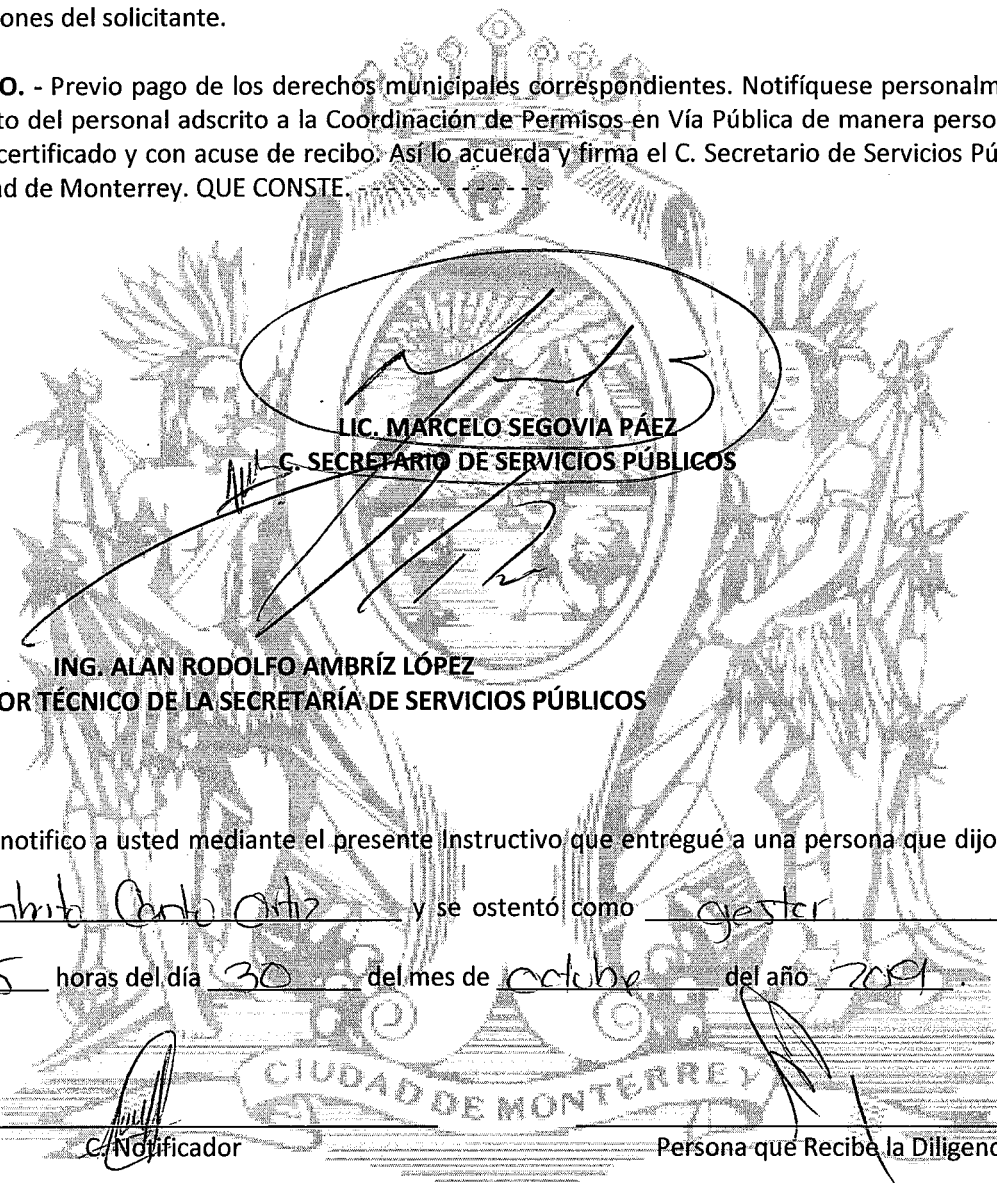 ones del solicitante.
O. - Previo pago de los derechos municipales correspondientes. Notifíquese personalm
to del personal adscrito a la Coordinación de Permisos en Vía Pública de manera perso
certificado y con acuse de recibo. Así lo acuerda y firma el C. Secretario de Servicios Pú
ad de Monterrey. QUE CONSTE. - - - - - - - - - - - - - -
LIC. MARCELO SEGOVIA PÁEZ
C. SECRETARIO DE SERVICIOS PÚBLICOS
ING. ALAN RODOLFO AMBRÍZ LÓPEZ
OR TÉCNICO DE LA SECRETARÍA DE SERVICIOS PÚBLICOS
notifico a usted mediante el presente Instructivo que entregué a una persona que dijo
Cantú Ortiz y se ostentó como gestor
horas del día 30 del mes de octubre del año
CIUDAD DE MONTERREY
C. Notificador Persona que Recibe la Diligenc